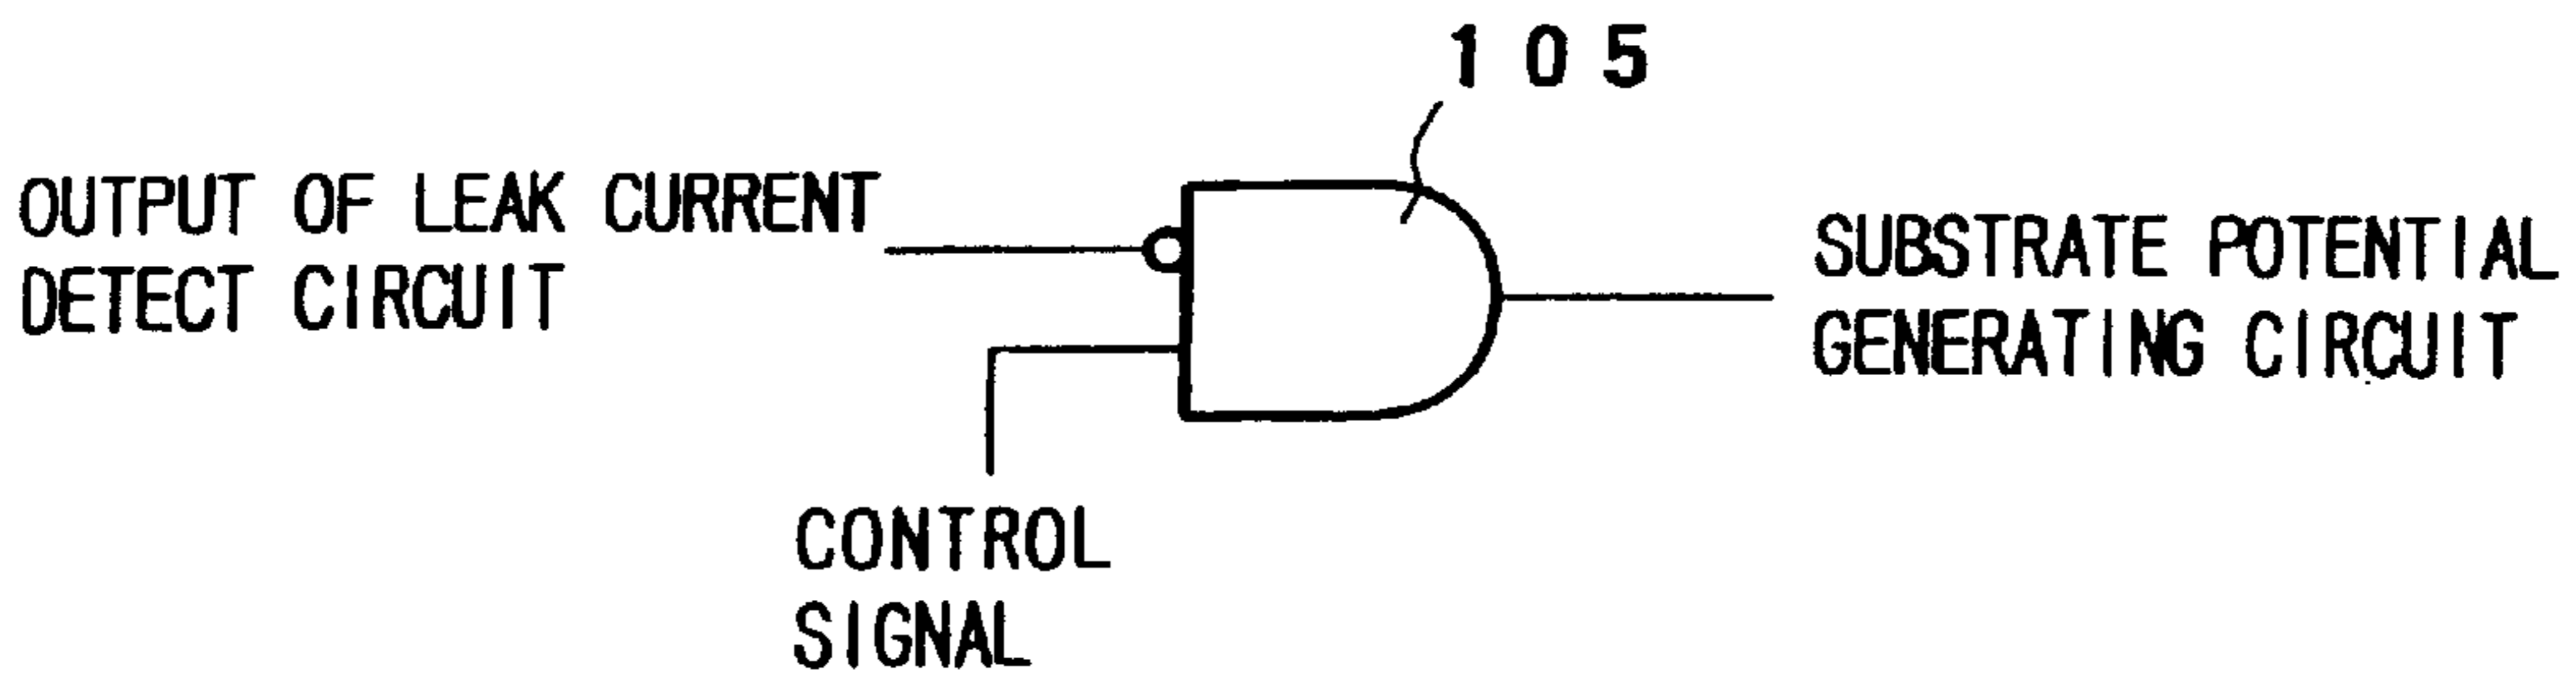 105
OUTPUT OF LEAK CURRENT
DETECT CIRCUIT
SUBSTRATE POTENTIAL
GENERATING CIRCUIT
CONTROL
SIGNAL